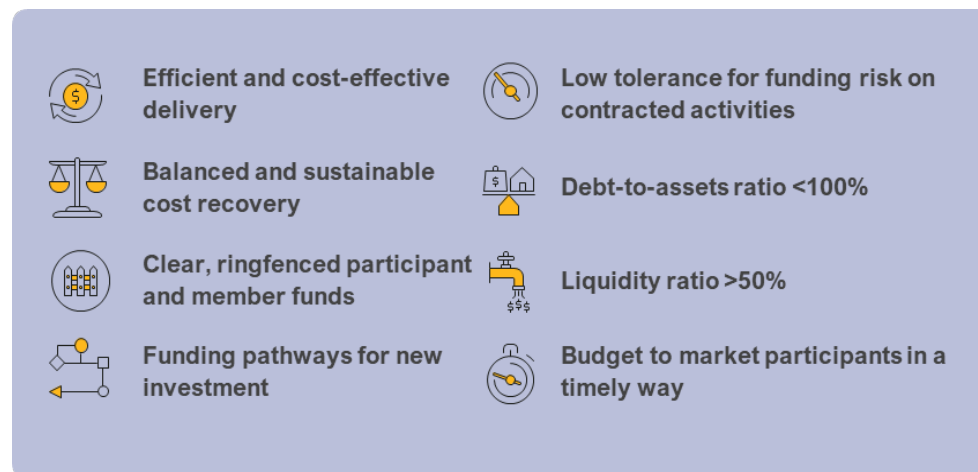 Efficient and cost-effective
delivery
Balanced and sustainable
cost recovery
Clear, ringfenced participant
and member funds
Funding pathways for new
investment
Low tolerance for funding risk on
contracted activities
Debt-to-assets ratio <100%
Liquidity ratio >50%
Budget to market participants in a
timely way
$
$
$$$